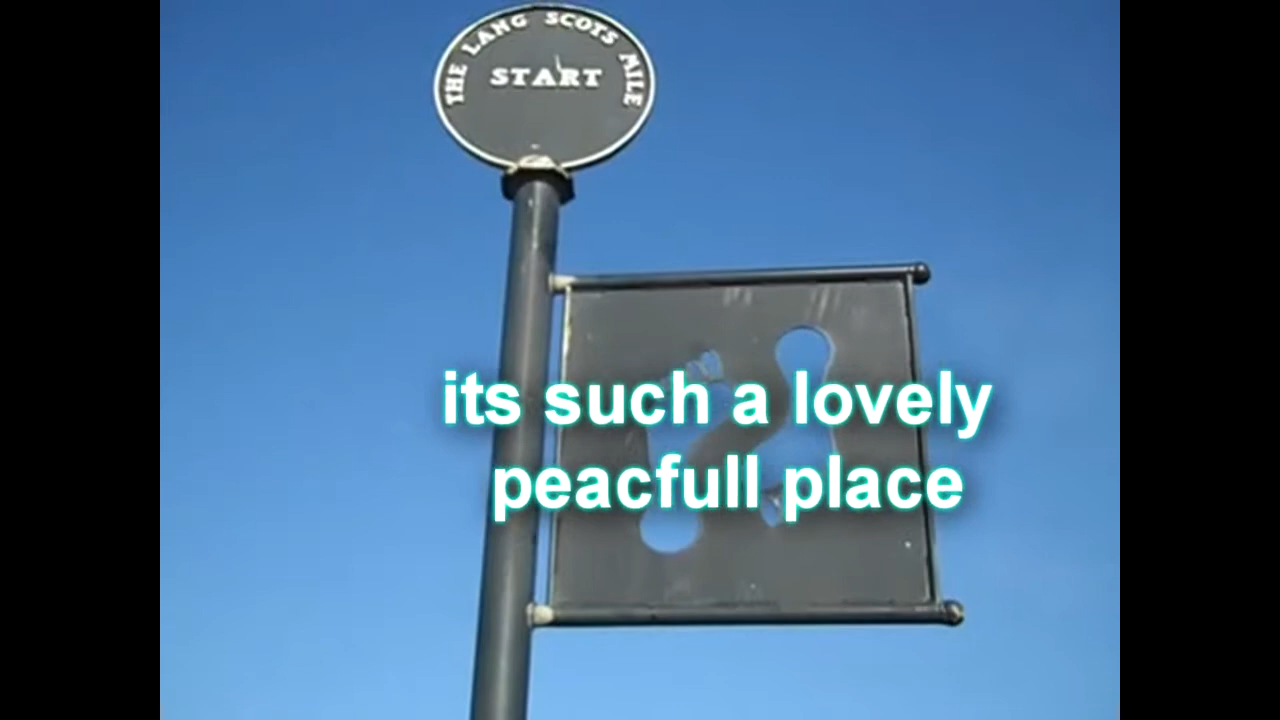 THE LANG SCOTS MILE
START
its such a lovely
peacfull place